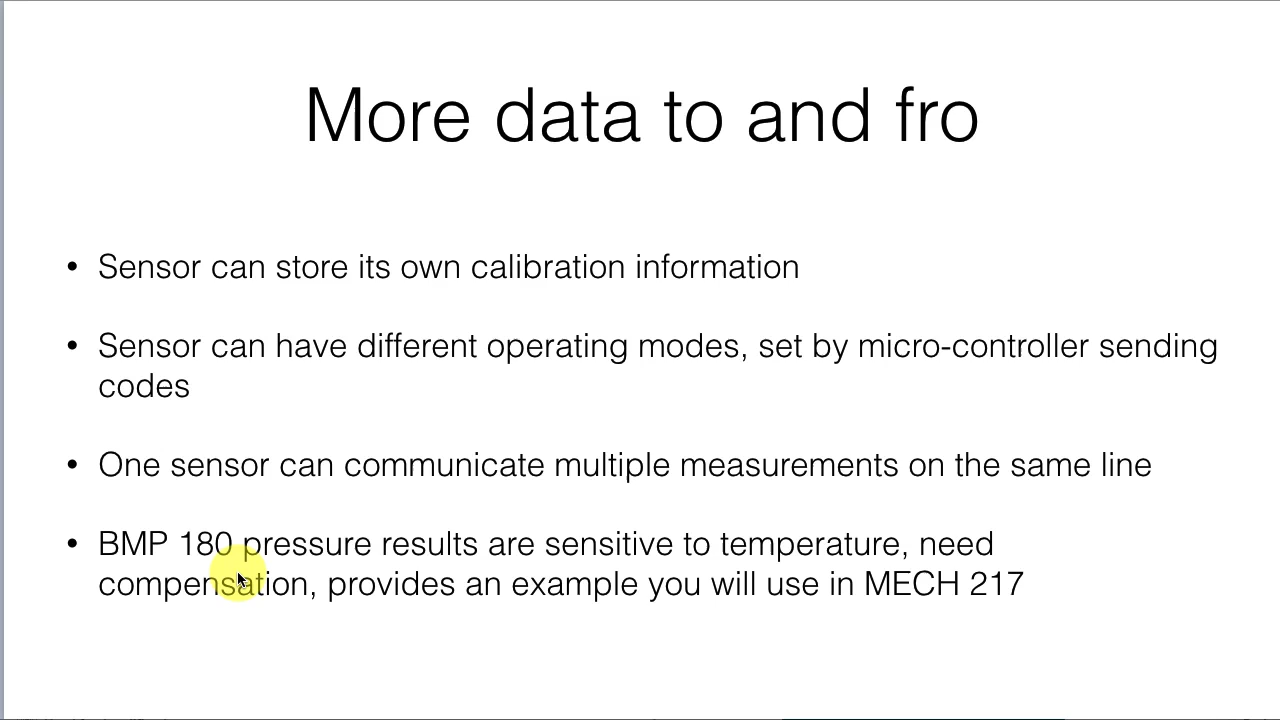 More data to and fro
• Sensor can store its own calibration information
• Sensor can have different operating modes, set by micro-controller sending
codes
• One sensor can communicate multiple measurements on the same line
• BMP 180 pressure results are sensitive to temperature, need
compensation, provides an example you will use in MECH 217